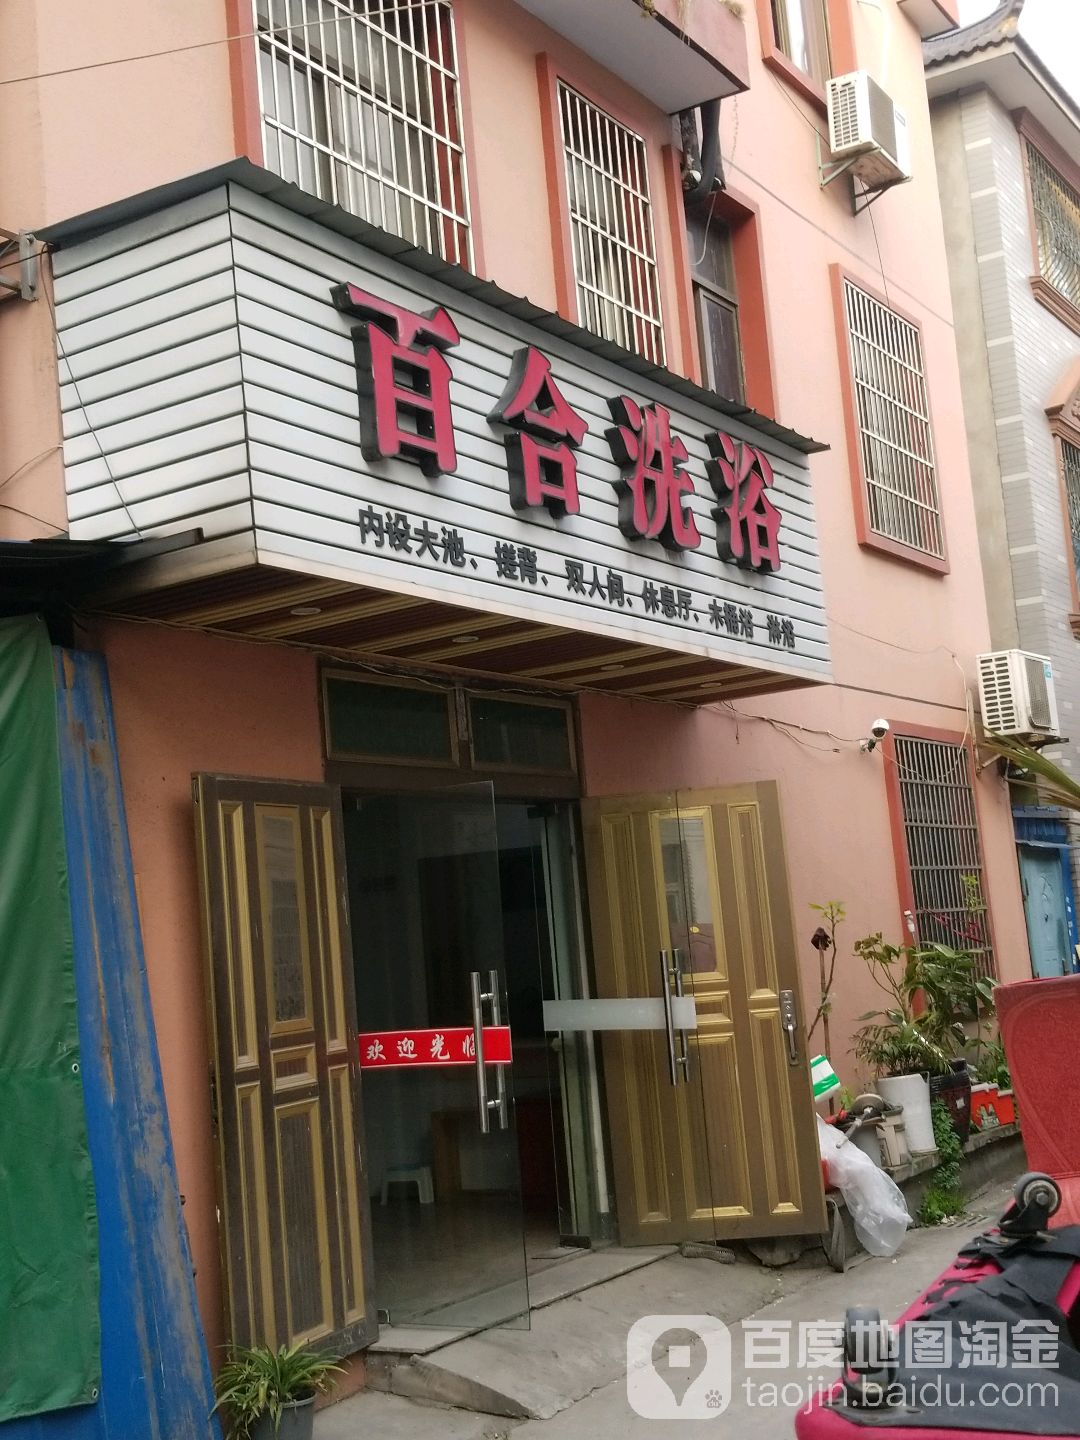 百合洗浴
内设大池、搓背、双人间、休息厅、木桶浴 淋浴
欢迎光临
百度地图淘金
taojin.baidu.com